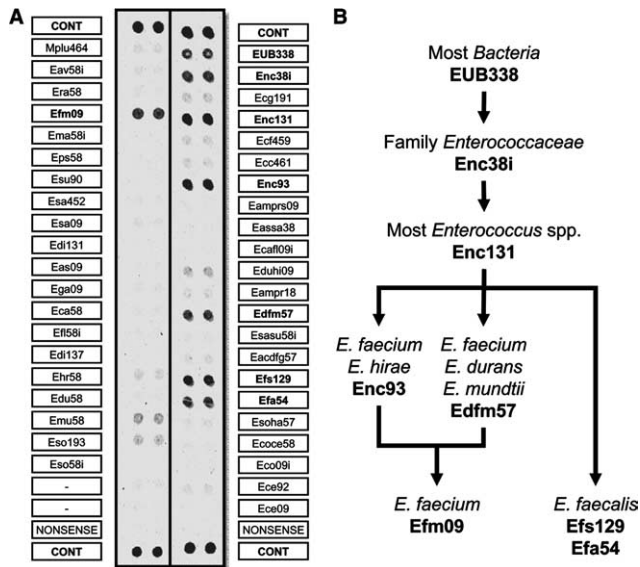 A
CONT
Mplu464
Eav58i
Era58
Efm09
Ema58i
Eps58
Esu90
Esa452
Esa09
Edi131
Eas09
Ega09
Eca58
Efl58i
Edi137
Ehr58
Edu58
Emu58
Eso193
Eso58i
-
-
NONSENSE
CONT
CONT
EUB338
Enc38i
Ecg191
Enc131
Ecf459
Ecc461
Enc93
Eamprs09
Eassa38
Ecafl09i
Eduhi09
Eampr18
Edfm57
Esasu58i
Eacdfg57
Efs129
Efa54
Esoha57
Ecoce58
Eco09i
Ece92
Ece09
NONSENSE
CONT
B
Most Bacteria
EUB338
Family Enterococcaceae
Enc38i
Most Enterococcus spp.
Enc131
E. faecium
E. hirae
Enc93
E. faecium
E. durans
E. mundtii
Edfm57
E. faecium
Efm09
E. faecalis
Efs129
Efa54